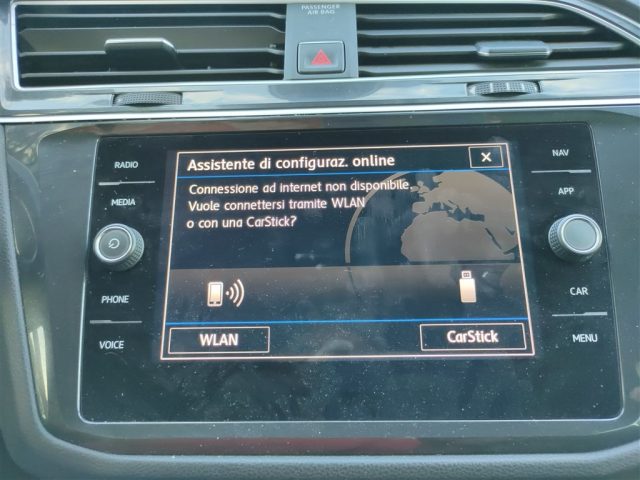 PASSENGER
AIR BAG
RADIO
MEDIA
PHONE
VOICE
Assistente di configuraz. online
Connessione ad internet non disponibile.
Vuole connettersi tramite WLAN
o con una CarStick?
WLAN
CarStick
NAV
APP
CAR
MENU